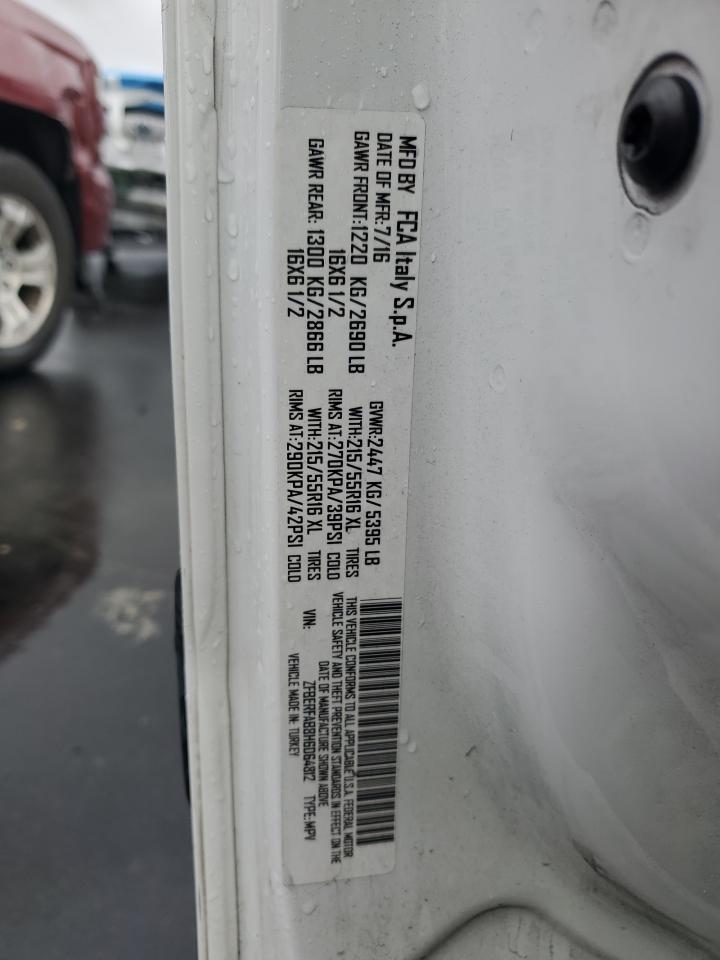 MFD BY FCA Italy S.p.A.
DATE OF MFR:7/16 GVWR:2447 KG/5395 LB
GAWR FRONT:1220 KG/2690 LB WITH:215/55R16 XL TIRES
16X6 1/2 RIMS AT:270KPA/39PSI COLD
GAWR REAR: 1300 KG/2866 LB WITH:215/55R16 XL TIRES
16X6 1/2 RIMS AT:290KPA/42PSI COLD
THIS VEHICLE CONFORMS TO ALL APPLICABLE U.S.A. FEDERAL MOTOR
VEHICLE SAFETY AND THEFT PREVENTION STANDARDS IN EFFECT ON THE
DATE OF MANUFACTURE SHOWN ABOVE
VIN: ZFBERFAB8H6D64812 TYPE:MPV
VEHICLE MADE IN: TURKEY